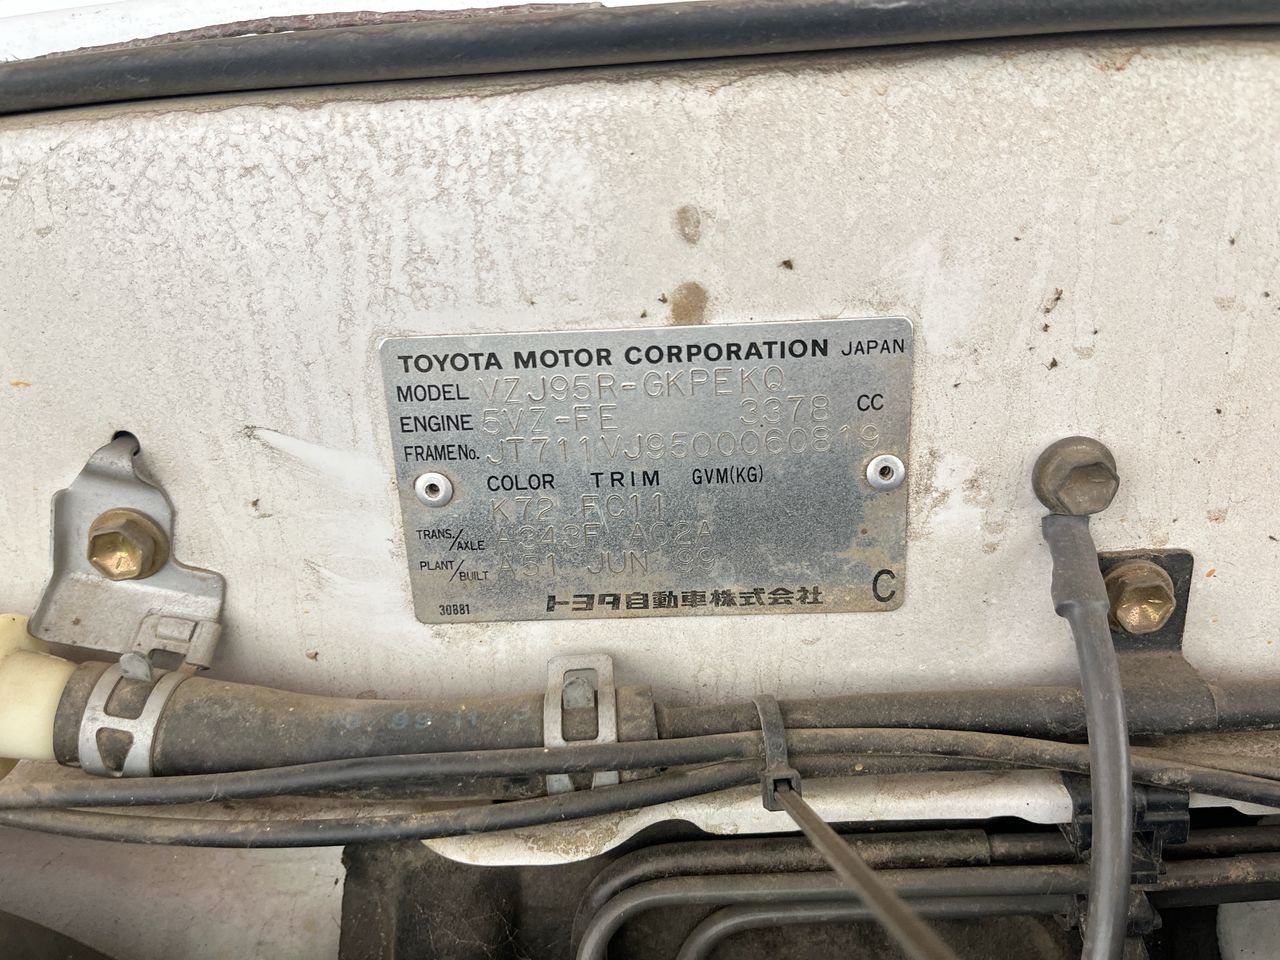 TOYOTA MOTOR CORPORATION JAPAN
MODEL VZJ95R-GKPEKQ
ENGINE 5VZ-FE 3378 CC
FRAME No. JT711VJ9500060819
COLOR TRIM GVM(KG)
K72 FC11
TRANS./AXLE A343F A02A
PLANT/BUILT A51 JUN 99
30881 トヨタ自動車株式会社 C